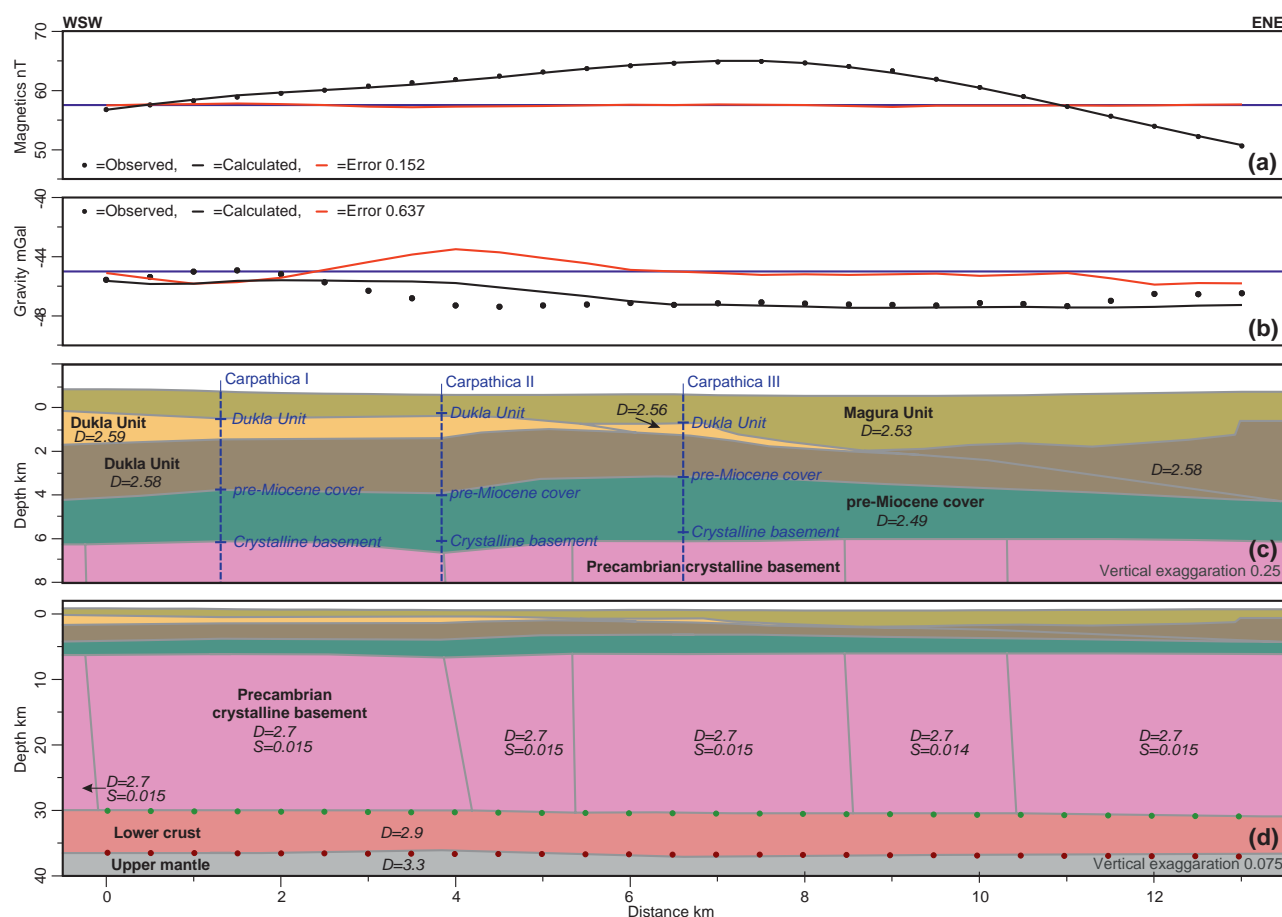 WSW ENE
70
60
50
Magnetics nT
=Observed, =Calculated, =Error 0.152
(a)
-40
-44
-48
Gravity mGal
=Observed, =Calculated, =Error 0.637
(b)
Carpathica I Carpathica II Carpathica III
0
2
4
6
8
Depth km
Dukla Unit
D=2.59
Dukla Unit
D=2.58
Dukla Unit
Dukla Unit
D=2.56
Dukla Unit
Magura Unit
D=2.53
D=2.58
pre-Miocene cover
pre-Miocene cover
pre-Miocene cover
pre-Miocene cover
D=2.49
Crystalline basement
Crystalline basement
Crystalline basement
Precambrian crystalline basement
(c)
Vertical exaggaration 0.25
0
10
20
30
40
Depth km
Precambrian
crystalline basement
D=2.7
S=0.015
D=2.7
S=0.015
D=2.7
S=0.015
D=2.7
S=0.015
D=2.7
S=0.014
D=2.7
S=0.015
Lower crust D=2.9
Upper mantle D=3.3
(d)
Vertical exaggaration 0.075
0 2 4 6 8 10 12
Distance km